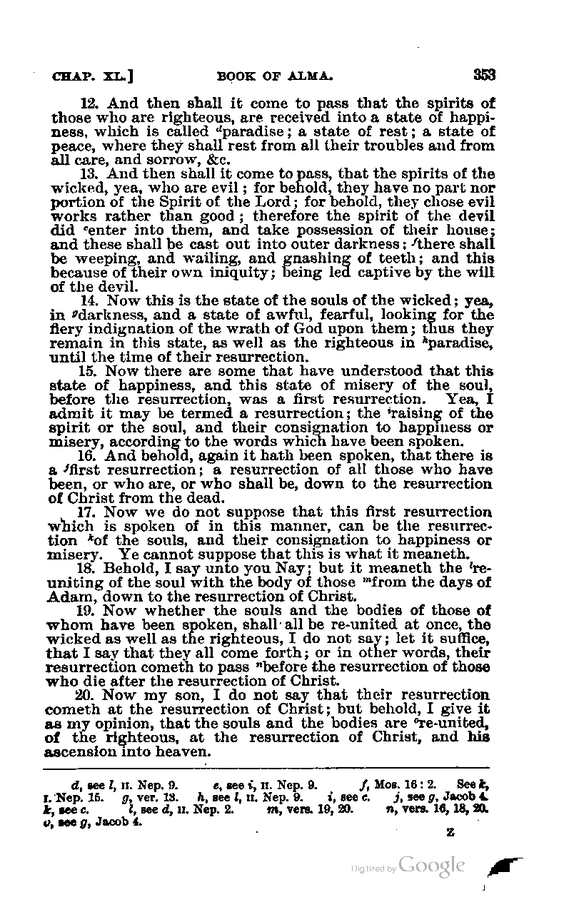 CHAP. XL.] BOOK OF ALMA. 353
12. And then shall it come to pass that the spirits of
those who are righteous, are received into a state of happi-
ness, which is called ᵈparadise; a state of rest; a state of
peace, where they shall rest from all their troubles and from
all care, and sorrow, &c.
13. And then shall it come to pass, that the spirits of the
wicked, yea, who are evil; for behold, they have no part nor
portion of the Spirit of the Lord; for behold, they chose evil
works rather than good; therefore the spirit of the devil
did ᵉenter into them, and take possession of their house;
and these shall be cast out into outer darkness; ᶠthere shall
be weeping, and wailing, and gnashing of teeth; and this
because of their own iniquity; being led captive by the will
of the devil.
14. Now this is the state of the souls of the wicked; yea,
in ᵍdarkness, and a state of awful, fearful, looking for the
fiery indignation of the wrath of God upon them; thus they
remain in this state, as well as the righteous in ʰparadise,
until the time of their resurrection.
15. Now there are some that have understood that this
state of happiness, and this state of misery of the soul,
before the resurrection, was a first resurrection. Yea, I
admit it may be termed a resurrection; the ⁱraising of the
spirit or the soul, and their consignation to happiness or
misery, according to the words which have been spoken.
16. And behold, again it hath been spoken, that there is
a ʲfirst resurrection; a resurrection of all those who have
been, or who are, or who shall be, down to the resurrection
of Christ from the dead.
17. Now we do not suppose that this first resurrection
which is spoken of in this manner, can be the resurrec-
tion ᵏof the souls, and their consignation to happiness or
misery. Ye cannot suppose that this is what it meaneth.
18. Behold, I say unto you Nay; but it meaneth the ˡre-
uniting of the soul with the body of those ᵐfrom the days of
Adam, down to the resurrection of Christ.
19. Now whether the souls and the bodies of those of
whom have been spoken, shall all be re-united at once, the
wicked as well as the righteous, I do not say; let it suffice,
that I say that they all come forth; or in other words, their
resurrection cometh to pass ⁿbefore the resurrection of those
who die after the resurrection of Christ.
20. Now my son, I do not say that their resurrection
cometh at the resurrection of Christ; but behold, I give it
as my opinion, that the souls and the bodies are ᵒre-united,
of the righteous, at the resurrection of Christ, and his
ascension into heaven.
d, see l, II. Nep. 9. e, see i, II. Nep. 9. f, Mos. 16: 2. See k,
I. Nep. 15. g, ver. 13. h, see l, II. Nep. 9. i, see c. j, see g, Jacob 4.
k, see c. l, see d, II. Nep. 2. m, vers. 19, 20. n, vers. 16, 18, 20.
o, see g, Jacob 4.
Z
Digitized by Google